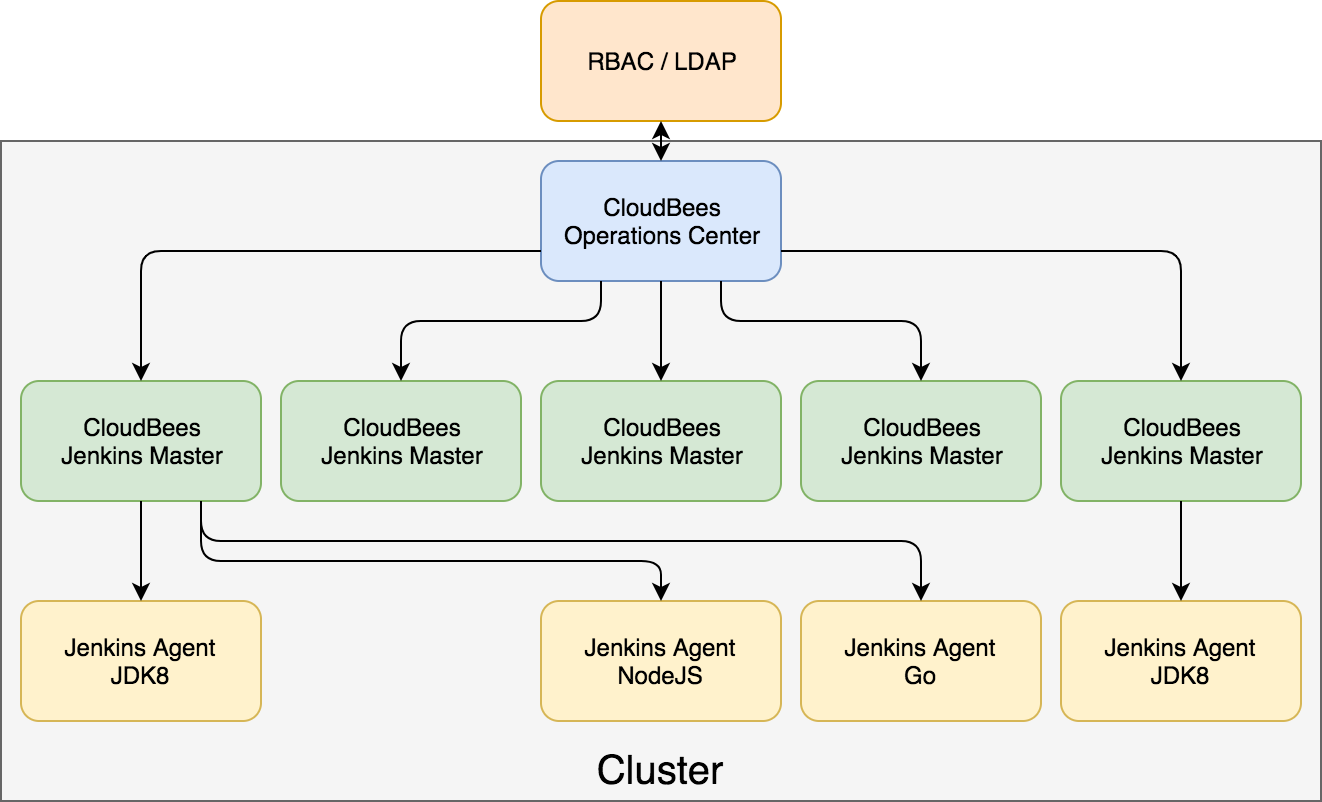 RBAC / LDAP
CloudBees
Operations Center
CloudBees
Jenkins Master
CloudBees
Jenkins Master
CloudBees
Jenkins Master
CloudBees
Jenkins Master
CloudBees
Jenkins Master
Jenkins Agent
JDK8
Jenkins Agent
NodeJS
Jenkins Agent
Go
Jenkins Agent
JDK8
Cluster